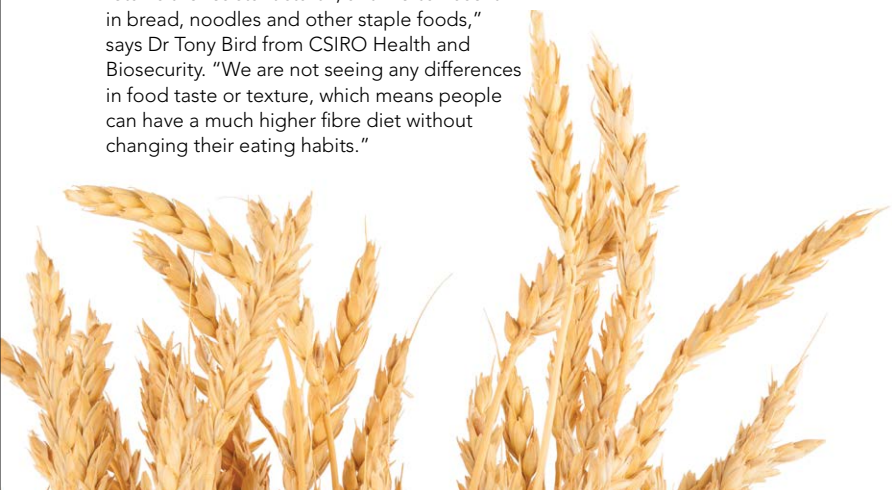 in bread, noodles and other staple foods,”
says Dr Tony Bird from CSIRO Health and
Biosecurity. “We are not seeing any differences
in food taste or texture, which means people
can have a much higher fibre diet without
changing their eating habits.”